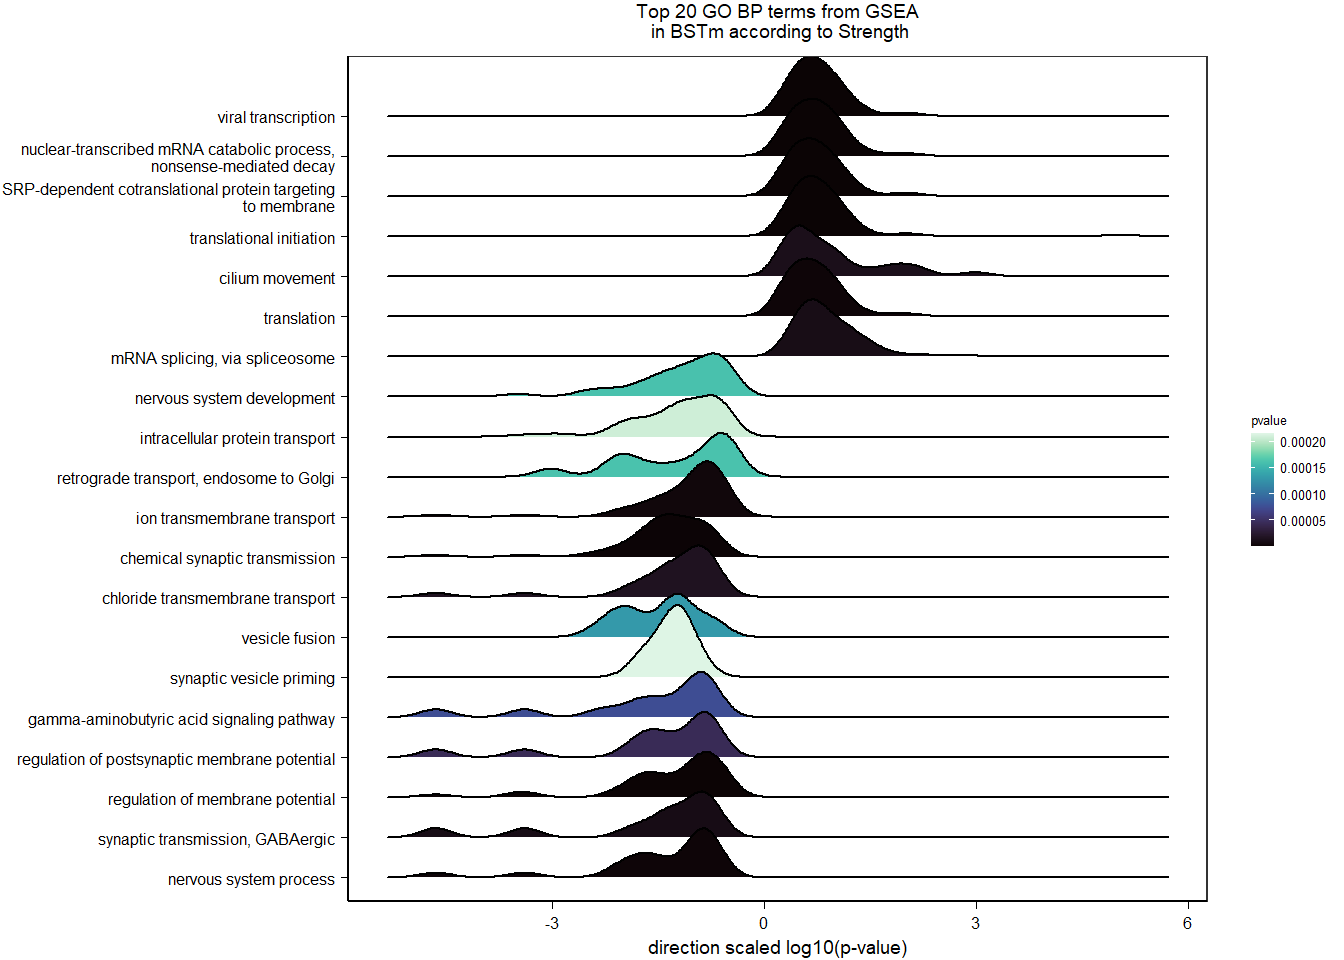 Top 20 GO BP terms from GSEA
in BSTm according to Strength
viral transcription
nuclear-transcribed mRNA catabolic process,
nonsense-mediated decay
SRP-dependent cotranslational protein targeting
to membrane
translational initiation
cilium movement
translation
mRNA splicing, via spliceosome
nervous system development
intracellular protein transport
retrograde transport, endosome to Golgi
ion transmembrane transport
chemical synaptic transmission
chloride transmembrane transport
vesicle fusion
synaptic vesicle priming
gamma-aminobutyric acid signaling pathway
regulation of postsynaptic membrane potential
regulation of membrane potential
synaptic transmission, GABAergic
nervous system process
-3 0 3 6
direction scaled log10(p-value)
pvalue
0.00020
0.00015
0.00010
0.00005